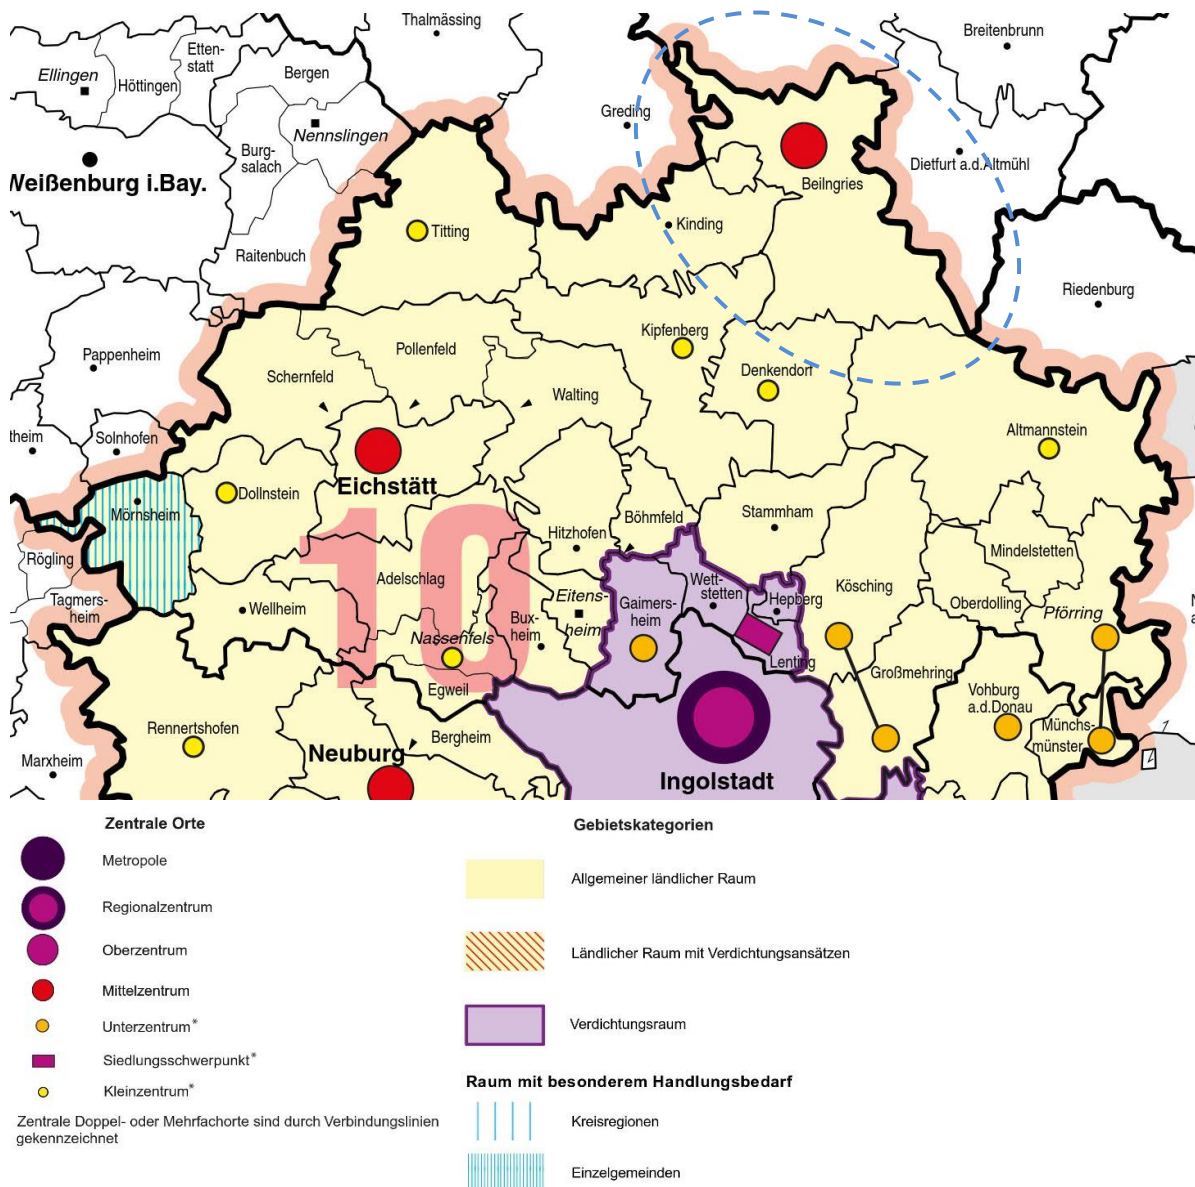 Thalmässing
Breitenbrunn
Etten-
statt
Ellingen
Höttingen
Bergen
Greding
Nennslingen
Burg-
salach
Dietfurt a.d.Altmühl
Weißenburg i.Bay.
Beilngries
Kinding
Titting
Raitenbuch
Riedenburg
Kipfenberg
Pappenheim
Pollenfeld
Schernfeld
Denkendorf
Walting
theim
Solnhofen
Altmannstein
Eichstätt
Dollnstein
Mörnsheim
Böhmfeld
Stammham
Hitzhofen
10
Rögling
Mindelstetten
Adelschlag
Wett-
stetten
Kösching
Tagmers-
heim
Wellheim
Eitens-
heim
Gaimers-
heim
Hepberg
Oberdolling
Pförring
Bux-
heim
Nassenfels
Lenting
Großmehring
Egweil
Vohburg
a.d.Donau
Rennertshofen
Bergheim
Münchs-
münster
Neuburg
Marxheim
Ingolstadt
Zentrale Orte
Metropole
Regionalzentrum
Oberzentrum
Mittelzentrum
Unterzentrum*
Siedlungsschwerpunkt*
Kleinzentrum*
Zentrale Doppel- oder Mehrfachorte sind durch Verbindungslinien
gekennzeichnet
Gebietskategorien
Allgemeiner ländlicher Raum
Ländlicher Raum mit Verdichtungsansätzen
Verdichtungsraum
Raum mit besonderem Handlungsbedarf
Kreisregionen
Einzelgemeinden